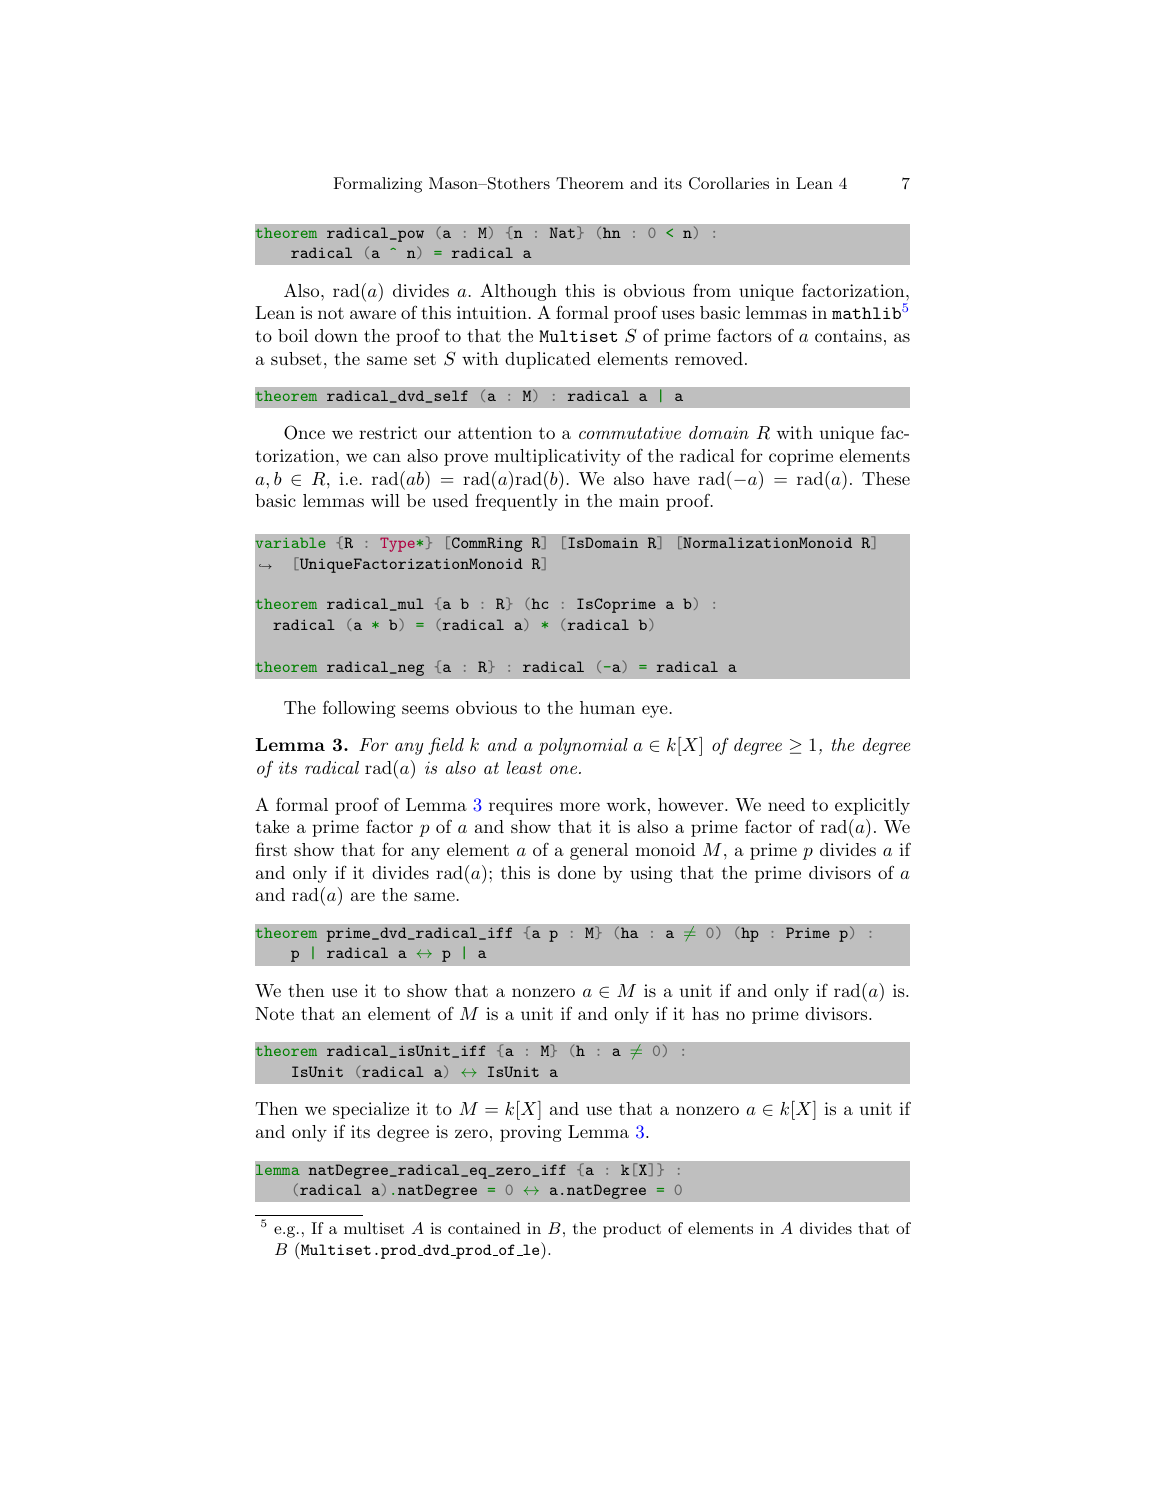 Formalizing Mason–Stothers Theorem and its Corollaries in Lean 4 7
theorem radical_pow (a : M) {n : Nat} (hn : 0 < n) :
radical (a ^ n) = radical a
Also, rad(a) divides a. Although this is obvious from unique factorization,
Lean is not aware of this intuition. A formal proof uses basic lemmas in mathlib⁵
to boil down the proof to that the Multiset S of prime factors of a contains, as
a subset, the same set S with duplicated elements removed.
theorem radical_dvd_self (a : M) : radical a | a
Once we restrict our attention to a commutative domain R with unique fac-
torization, we can also prove multiplicativity of the radical for coprime elements
a, b ∈ R, i.e. rad(ab) = rad(a)rad(b). We also have rad(−a) = rad(a). These
basic lemmas will be used frequently in the main proof.
variable {R : Type*} [CommRing R] [IsDomain R] [NormalizationMonoid R]
↪ [UniqueFactorizationMonoid R]
theorem radical_mul {a b : R} (hc : IsCoprime a b) :
radical (a * b) = (radical a) * (radical b)
theorem radical_neg {a : R} : radical (-a) = radical a
The following seems obvious to the human eye.
Lemma 3. For any field k and a polynomial a ∈ k[X] of degree ≥ 1, the degree
of its radical rad(a) is also at least one.
A formal proof of Lemma 3 requires more work, however. We need to explicitly
take a prime factor p of a and show that it is also a prime factor of rad(a). We
first show that for any element a of a general monoid M, a prime p divides a if
and only if it divides rad(a); this is done by using that the prime divisors of a
and rad(a) are the same.
theorem prime_dvd_radical_iff {a p : M} (ha : a ≠ 0) (hp : Prime p) :
p | radical a ↔ p | a
We then use it to show that a nonzero a ∈ M is a unit if and only if rad(a) is.
Note that an element of M is a unit if and only if it has no prime divisors.
theorem radical_isUnit_iff {a : M} (h : a ≠ 0) :
IsUnit (radical a) ↔ IsUnit a
Then we specialize it to M = k[X] and use that a nonzero a ∈ k[X] is a unit if
and only if its degree is zero, proving Lemma 3.
lemma natDegree_radical_eq_zero_iff {a : k[X]} :
(radical a).natDegree = 0 ↔ a.natDegree = 0
⁵ e.g., If a multiset A is contained in B, the product of elements in A divides that of
B (Multiset.prod_dvd_prod_of_le).